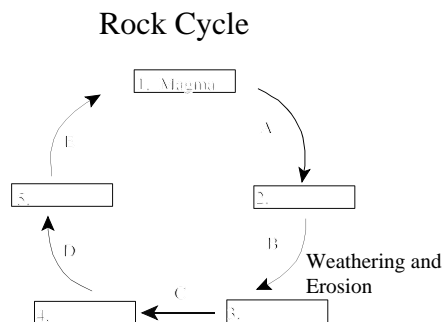 Rock Cycle
1. Magma
A
2.
B
Weathering and
Erosion
3.
C
4.
D
5.
E